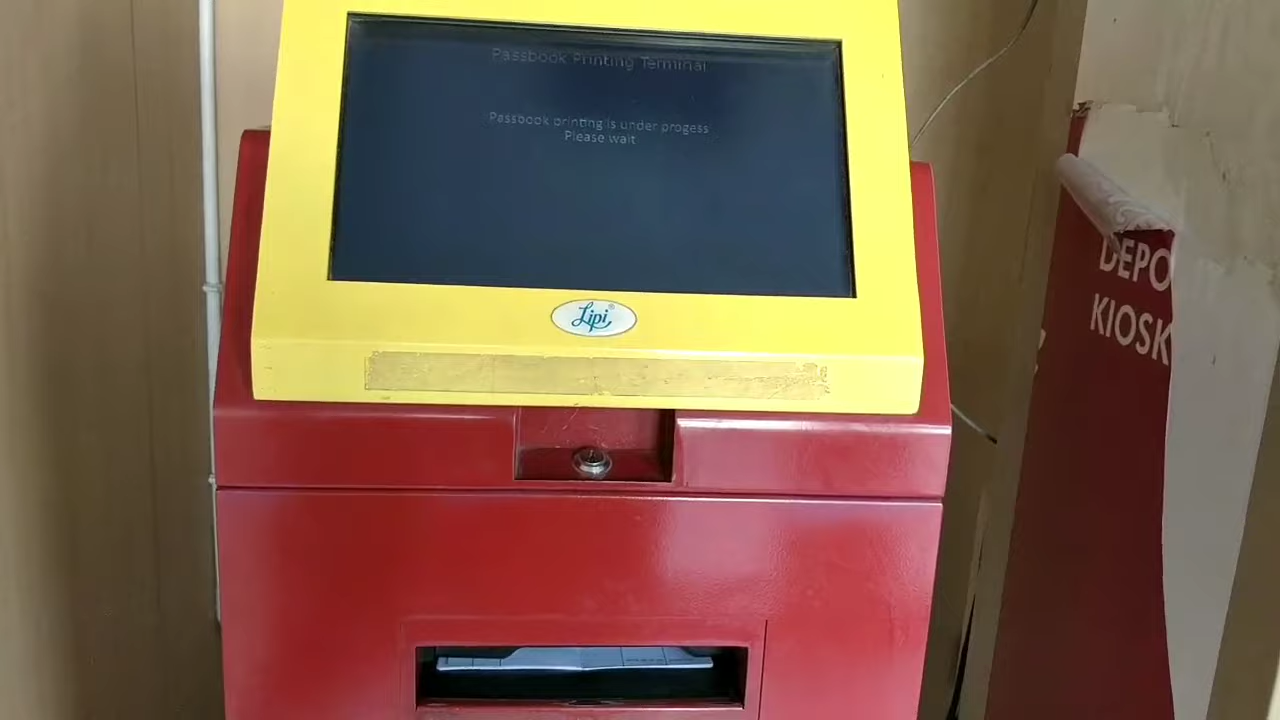 Passbook Printing Terminal
Passbook printing is under progess
Please wait
Lipi®
DEPO
KIOSK